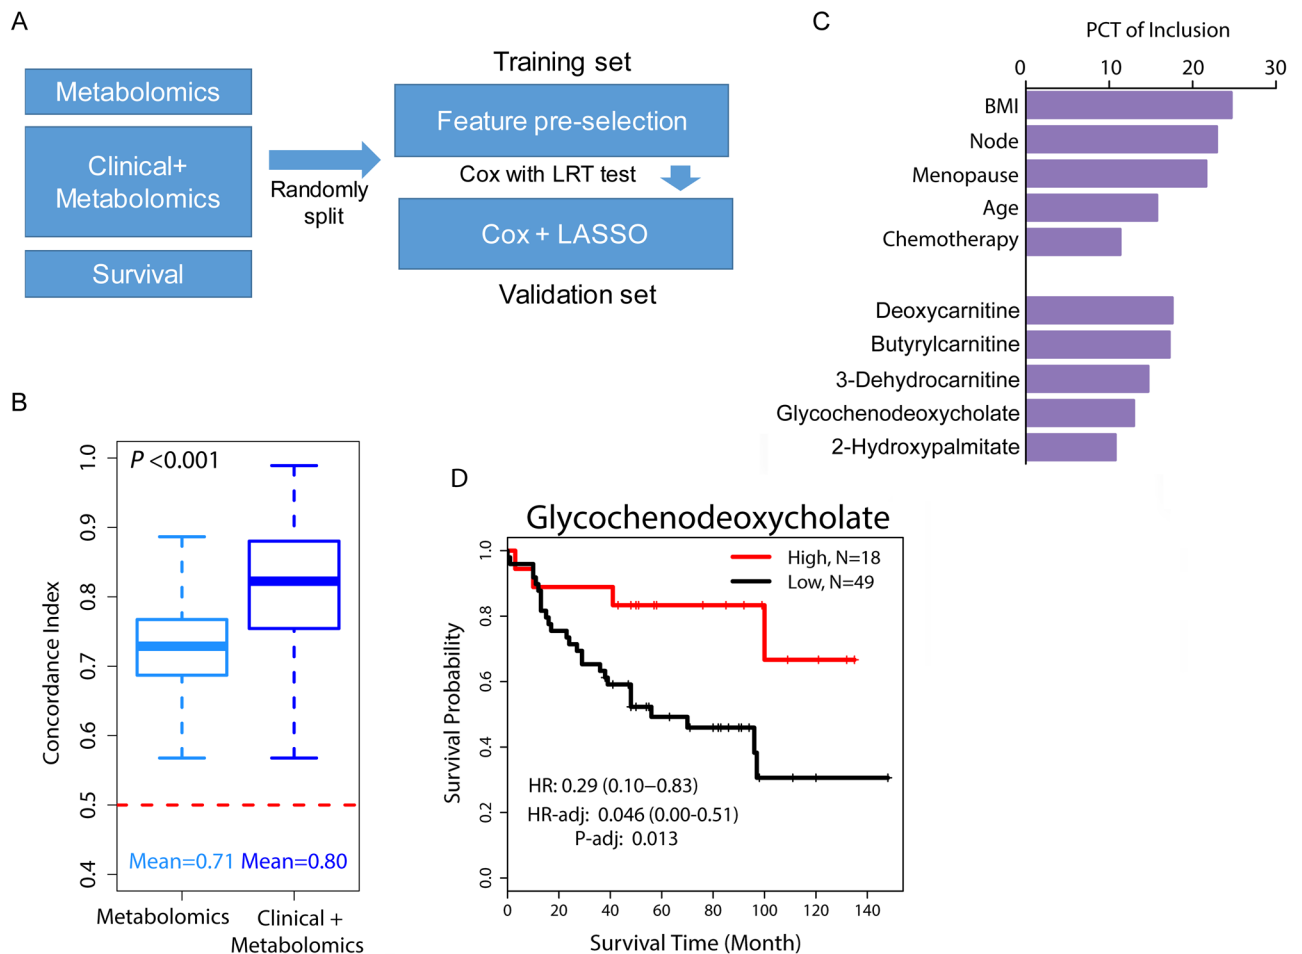 A
Metabolomics
Clinical+
Metabolomics
Survival
Randomly
split
Training set
Feature pre-selection
Cox with LRT test
Cox + LASSO
Validation set
C
PCT of Inclusion
0 10 20 30
BMI
Node
Menopause
Age
Chemotherapy
Deoxycarnitine
Butyrylcarnitine
3-Dehydrocarnitine
Glycochenodeoxycholate
2-Hydroxypalmitate
B
Concordance Index
1.0
0.9
0.8
0.7
0.6
0.5
0.4
P <0.001
Mean=0.71 Mean=0.80
Metabolomics
Clinical +
Metabolomics
D
Glycochenodeoxycholate
Survival Probability
1.0
0.8
0.6
0.4
0.2
0.0
High, N=18
Low, N=49
HR: 0.29 (0.10−0.83)
HR-adj: 0.046 (0.00-0.51)
P-adj: 0.013
0 20 40 60 80 100 120 140
Survival Time (Month)